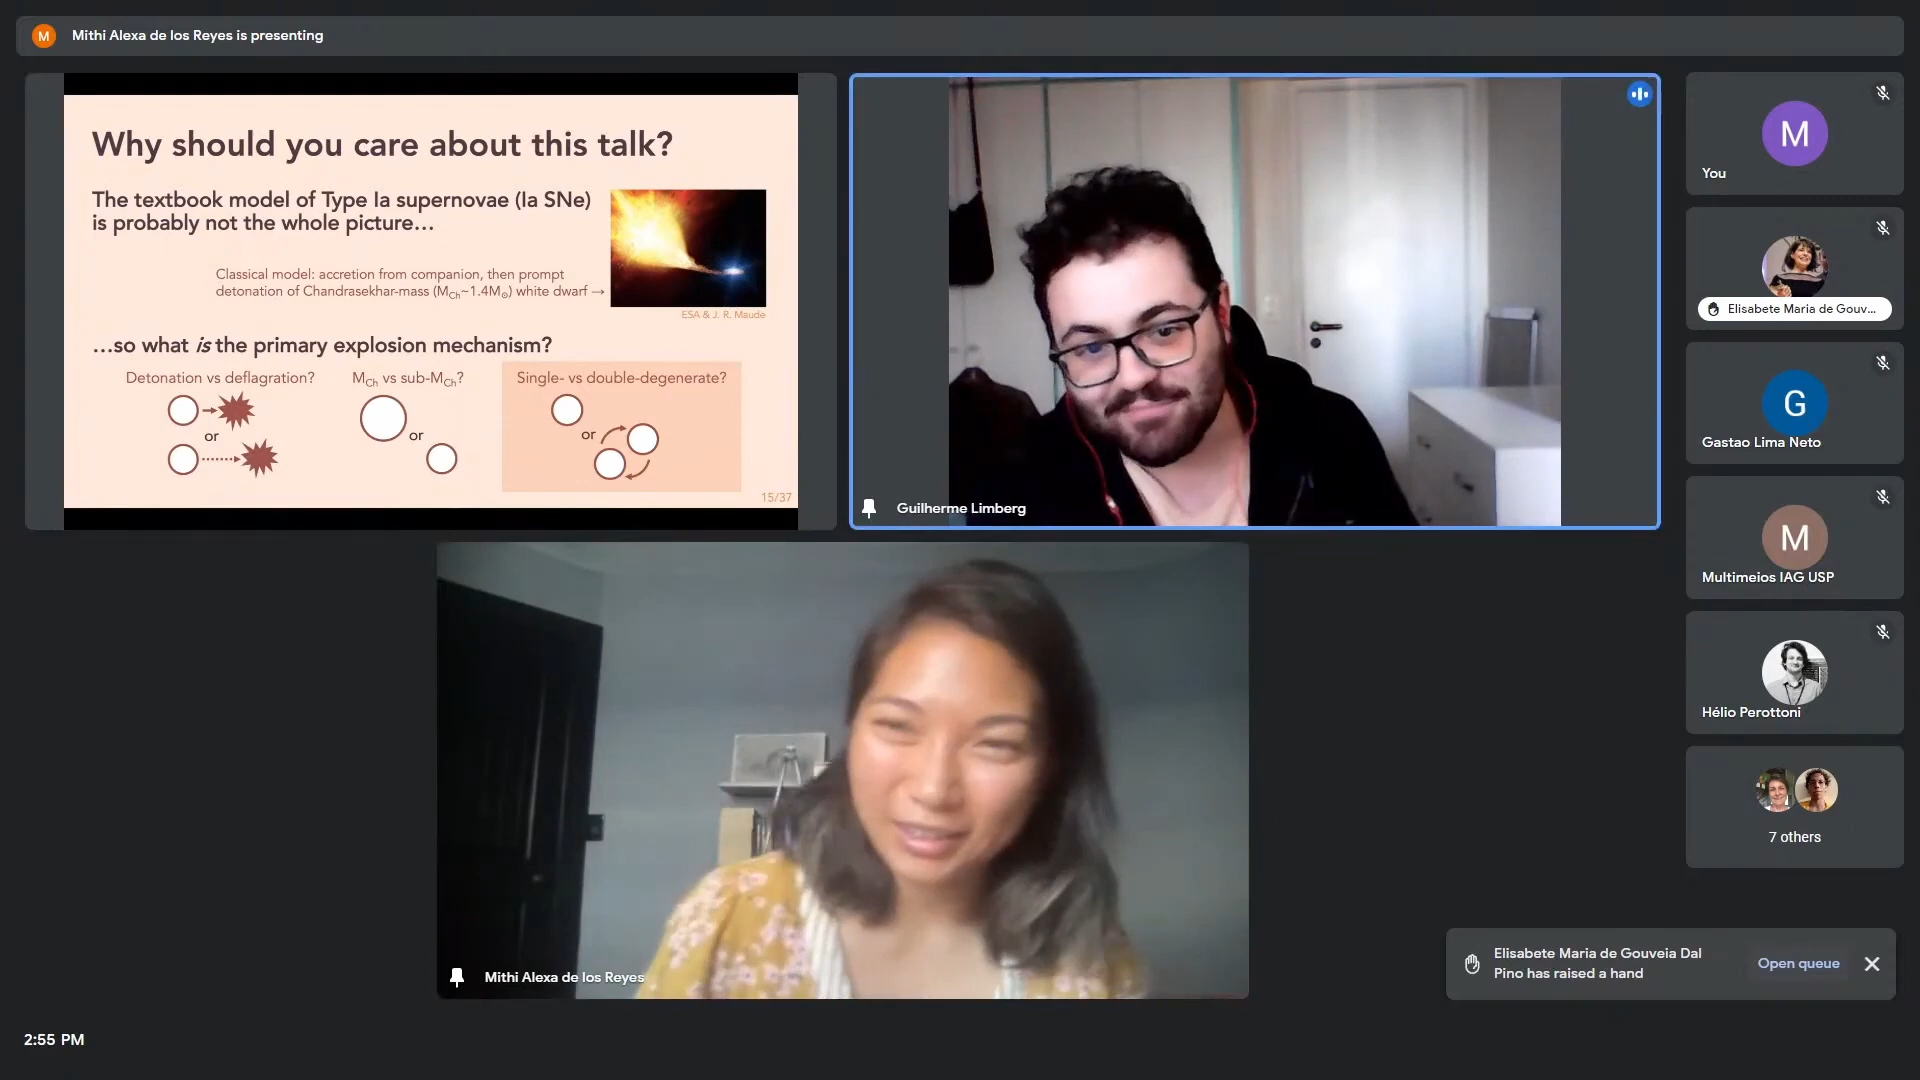 M
Mithi Alexa de los Reyes is presenting
Why should you care about this talk?
The textbook model of Type Ia supernovae (Ia SNe)
is probably not the whole picture...
Classical model: accretion from companion, then prompt
detonation of Chandrasekhar-mass (MCh~1.4M⊙) white dwarf →
ESA & J. R. Maude
...so what is the primary explosion mechanism?
Detonation vs deflagration?
or
MCh vs sub-MCh?
or
Single- vs double-degenerate?
or
15/37
Guilherme Limberg
Mithi Alexa de los Reyes
M
You
Elisabete Maria de Gouv...
G
Gastao Lima Neto
M
Multimeios IAG USP
Hélio Perottoni
7 others
Elisabete Maria de Gouveia Dal
Pino has raised a hand
Open queue
2:55 PM